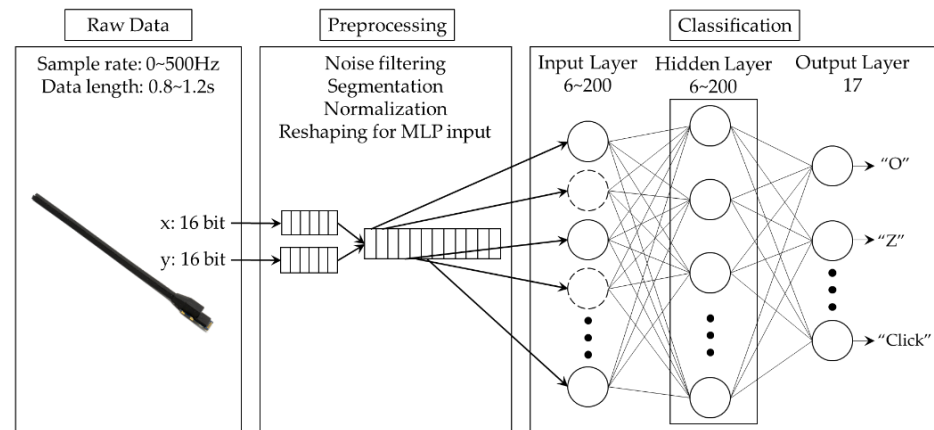 Raw Data
Sample rate: 0~500Hz
Data length: 0.8~1.2s
x: 16 bit
y: 16 bit
Preprocessing
Noise filtering
Segmentation
Normalization
Reshaping for MLP input
Classification
Input Layer
6~200
Hidden Layer
6~200
Output Layer
17
“O”
“Z”
“Click”